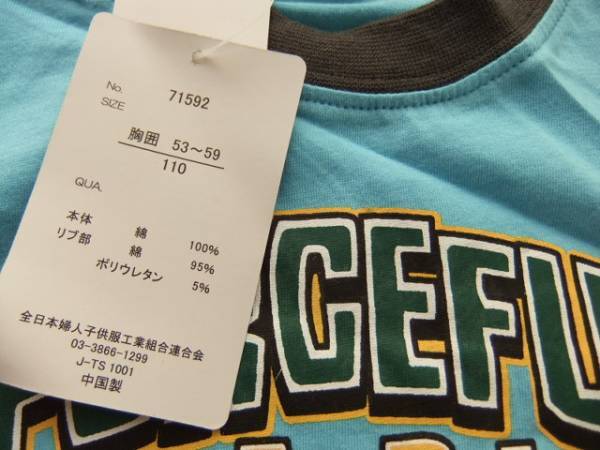 No. 71592
SIZE
胸囲 53～59
110
QUA.
本体 綿 100%
リブ部 綿 95%
ポリウレタン 5%
全日本婦人子供服工業組合連合会
03-3866-1299
J-TS 1001
中国製
RCEFU